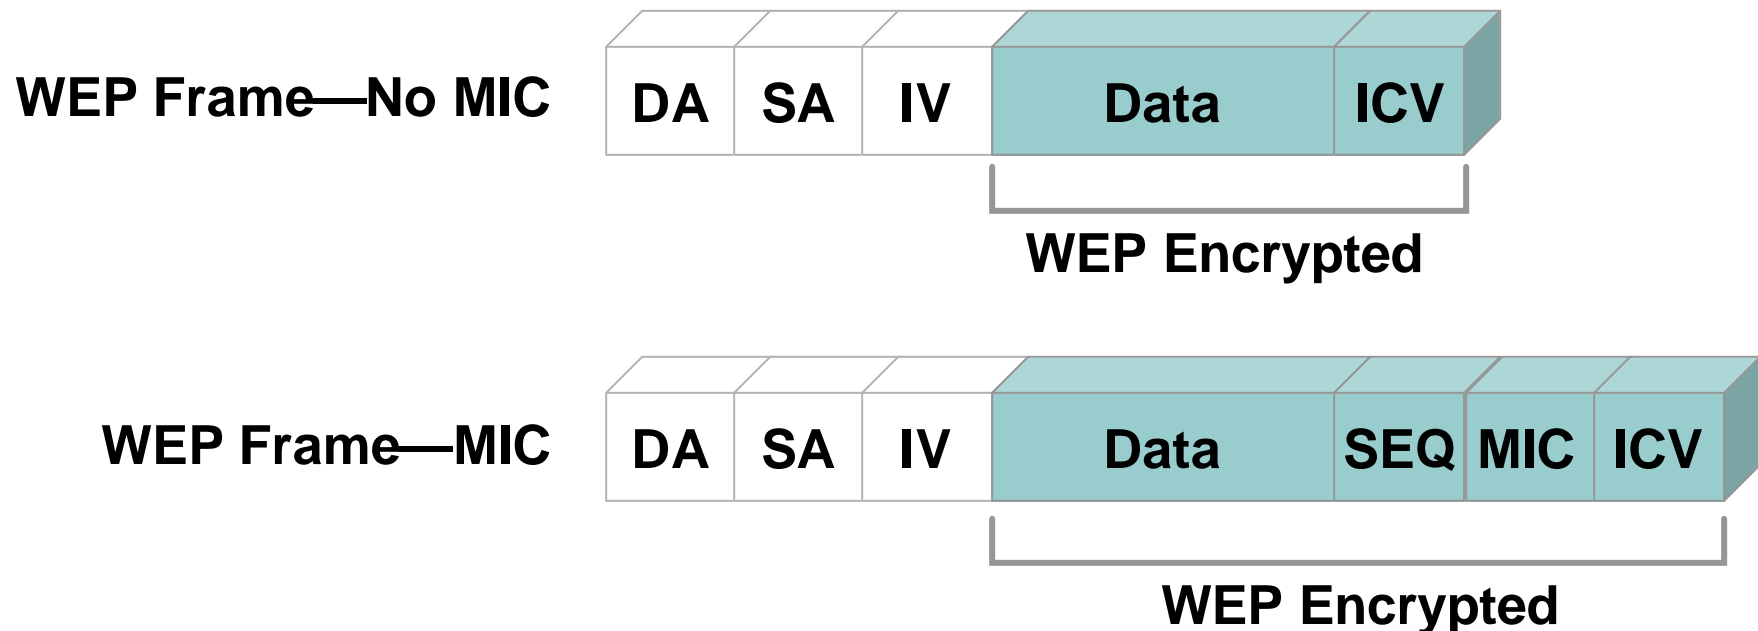 WEP Frame—No MIC DA SA IV Data ICV
WEP Encrypted
WEP Frame—MIC DA SA IV Data SEQ MIC ICV
WEP Encrypted